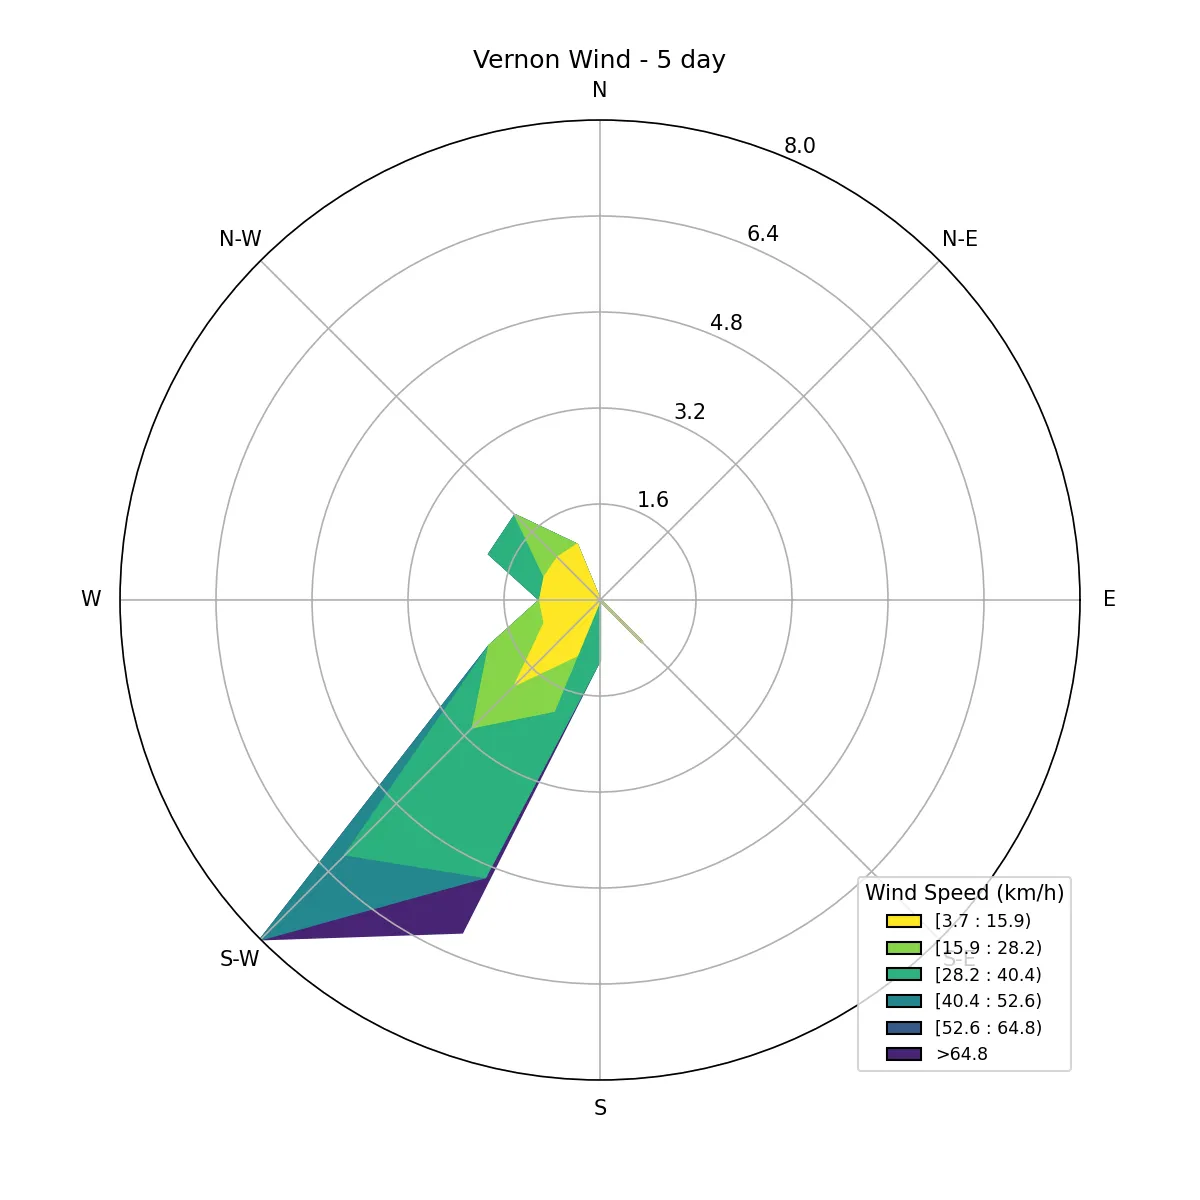 Vernon Wind - 5 day
N
8.0
N-W
6.4
N-E
4.8
3.2
1.6
W
E
S-W
S-E
S
Wind Speed (km/h)
[3.7 : 15.9)
[15.9 : 28.2)
[28.2 : 40.4)
[40.4 : 52.6)
[52.6 : 64.8)
>64.8